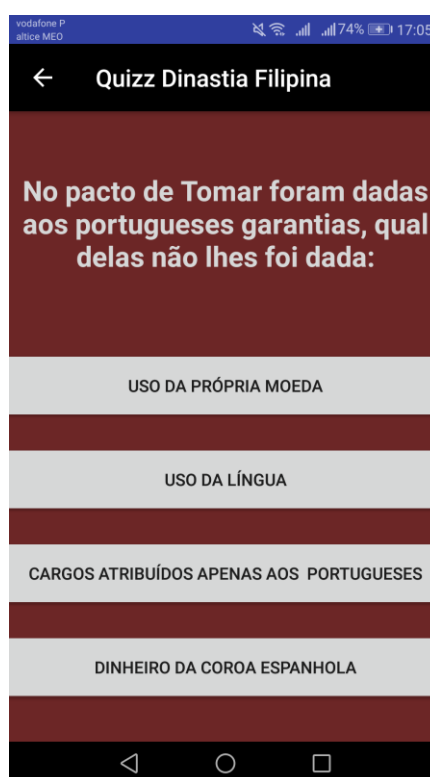 vodafone P
altice MEO
74%
17:05
Quizz Dinastia Filipina
No pacto de Tomar foram dadas
aos portugueses garantias, qual
delas não lhes foi dada:
USO DA PRÓPRIA MOEDA
USO DA LÍNGUA
CARGOS ATRIBUÍDOS APENAS AOS PORTUGUESES
DINHEIRO DA COROA ESPANHOLA